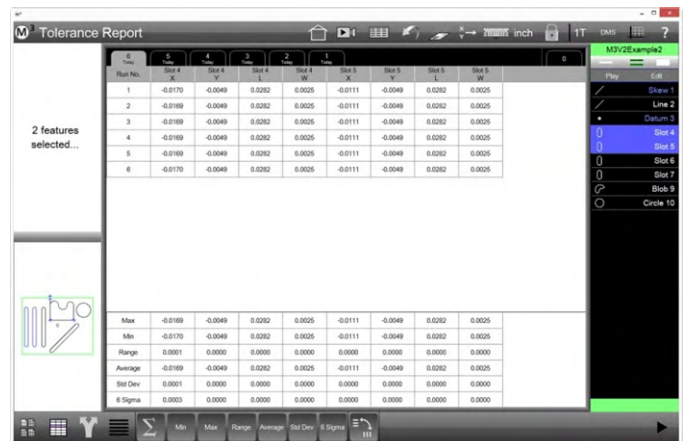 M³ Tolerance Report
inch
1T
DMS
?
2 features
selected...
6 Today 5 Today 4 Today 3 Today 2 Today 1 Today 0
Run No. Slot 4 X Slot 4 Y Slot 4 L Slot 4 W Slot 5 X Slot 5 Y Slot 5 L Slot 5 W
1 -0.0170 -0.0049 0.0282 0.0025 -0.0111 -0.0049 0.0282 0.0025
2 -0.0169 -0.0049 0.0282 0.0025 -0.0111 -0.0049 0.0282 0.0025
3 -0.0169 -0.0049 0.0282 0.0025 -0.0111 -0.0049 0.0282 0.0025
4 -0.0169 -0.0049 0.0282 0.0025 -0.0111 -0.0049 0.0282 0.0025
5 -0.0169 -0.0049 0.0282 0.0025 -0.0111 -0.0049 0.0282 0.0025
6 -0.0170 -0.0049 0.0282 0.0025 -0.0111 -0.0049 0.0282 0.0025
Max -0.0169 -0.0049 0.0282 0.0025 -0.0111 -0.0049 0.0282 0.0025
Min -0.0170 -0.0049 0.0282 0.0025 -0.0111 -0.0049 0.0282 0.0025
Range 0.0001 0.0000 0.0000 0.0000 0.0000 0.0000 0.0000 0.0000
Average -0.0169 -0.0049 0.0282 0.0025 -0.0111 -0.0049 0.0282 0.0025
Std Dev 0.0001 0.0000 0.0000 0.0000 0.0000 0.0000 0.0000 0.0000
6 Sigma 0.0003 0.0000 0.0000 0.0000 0.0000 0.0000 0.0000 0.0000
M3V2Example2
Play Edit
Skew 1
Line 2
Datum 3
Slot 4
Slot 5
Slot 6
Slot 7
Blob 9
Circle 10
Σ Min Max Range Average Std Dev 6 Sigma